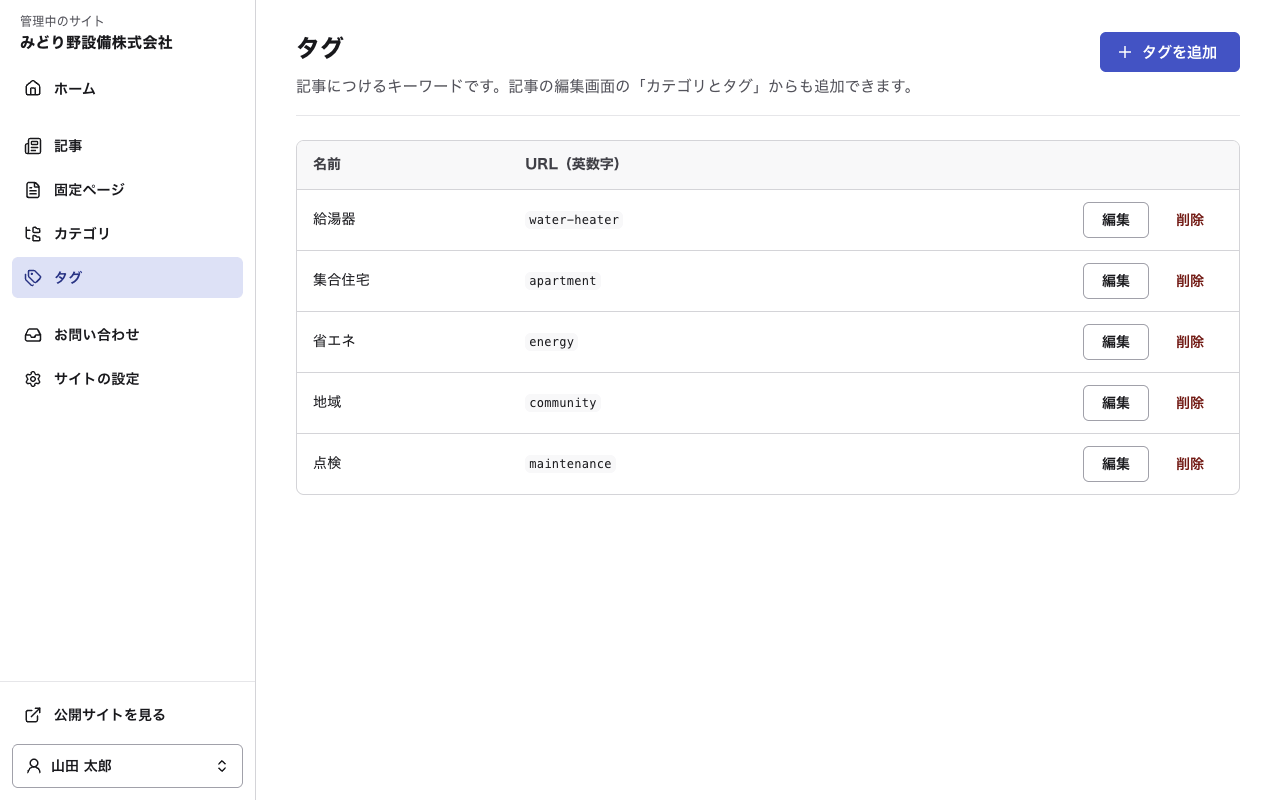 管理中のサイト
みどり野設備株式会社
ホーム
記事
固定ページ
カテゴリ
タグ
お問い合わせ
サイトの設定
公開サイトを見る
山田 太郎
タグ
タグを追加
記事につけるキーワードです。記事の編集画面の「カテゴリとタグ」からも追加できます。
名前 URL（英数字）
給湯器 water-heater 編集 削除
集合住宅 apartment 編集 削除
省エネ energy 編集 削除
地域 community 編集 削除
点検 maintenance 編集 削除